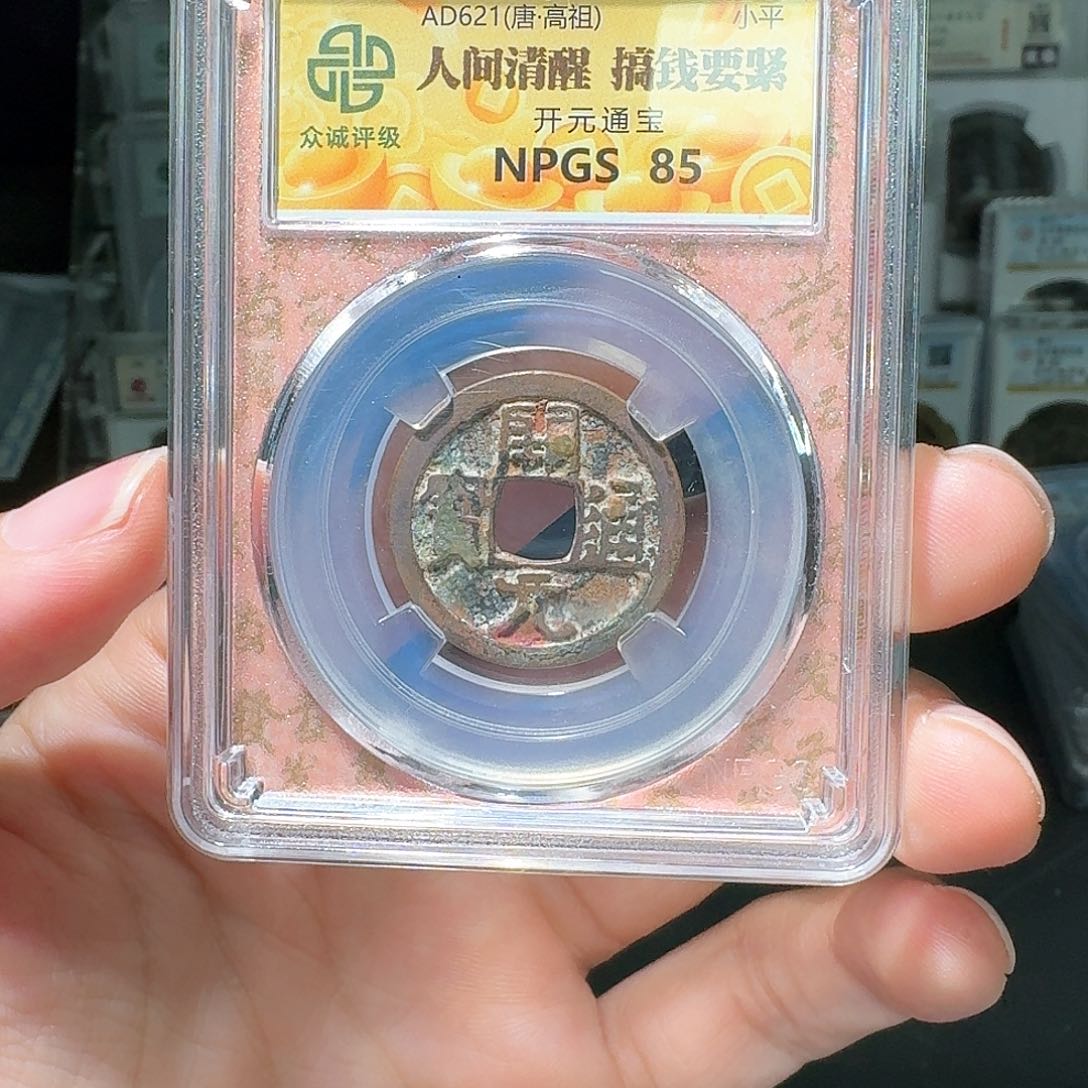 AD621(唐·高祖) 小平
人间清醒 搞钱要紧
众诚评级
开元通宝
NPGS 85
開
元
通
寶